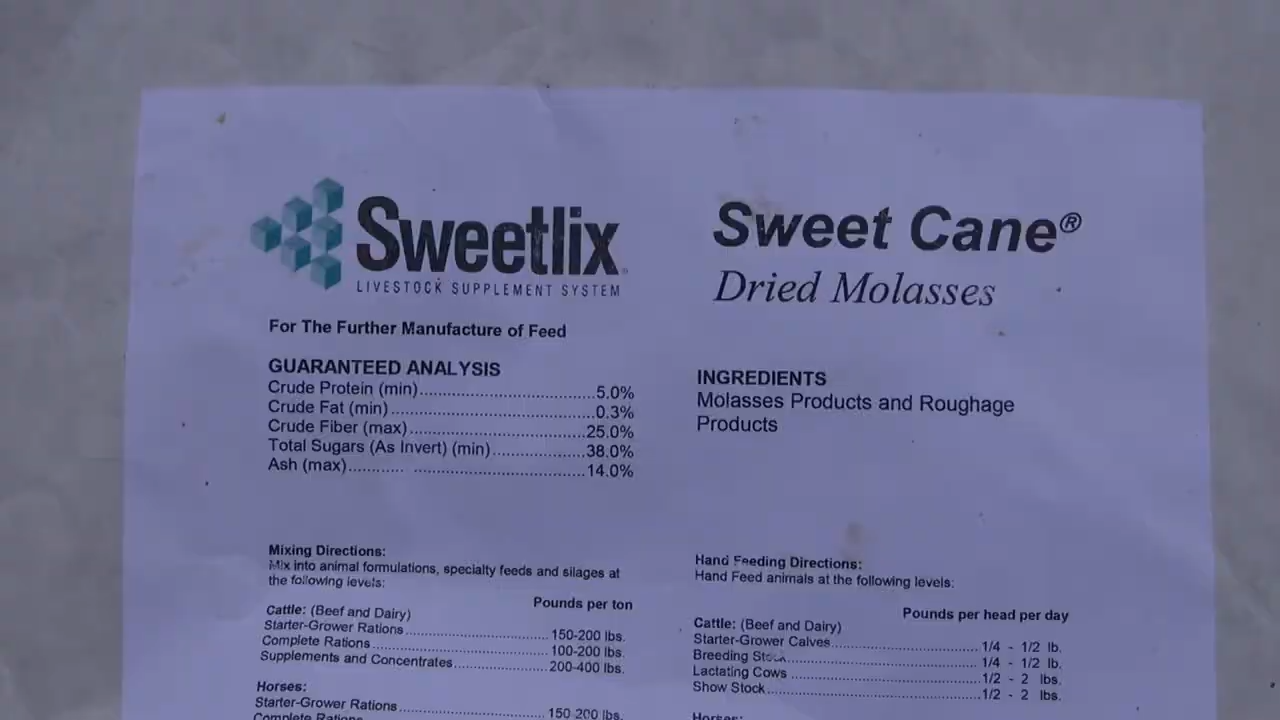 Sweetlix
LIVESTOCK SUPPLEMENT SYSTEM
For The Further Manufacture of Feed
GUARANTEED ANALYSIS
Crude Protein (min)..............................5.0%
Crude Fat (min)..............................0.3%
Crude Fiber (max)..............................25.0%
Total Sugars (As Invert) (min)..............................38.0%
Ash (max)..............................14.0%
Sweet Cane®
Dried Molasses
INGREDIENTS
Molasses Products and Roughage
Products
Mixing Directions:
Mix into animal formulations, specialty feeds and silages at
the following levels:
Pounds per ton
Cattle: (Beef and Dairy)
Starter-Grower Rations..............................150-200 lbs.
Complete Rations..............................100-200 lbs.
Supplements and Concentrates..............................200-400 lbs.
Horses:
Starter-Grower Rations..............................150-200 lbs.
Complete Rations
Hand Feeding Directions:
Hand Feed animals at the following levels:
Pounds per head per day
Cattle: (Beef and Dairy)
Starter-Grower Calves..............................1/4 - 1/2 lb.
Breeding Stock..............................1/4 - 1/2 lb.
Lactating Cows..............................1/2 - 2 lbs.
Show Stock..............................1/2 - 2 lbs.
Horses: